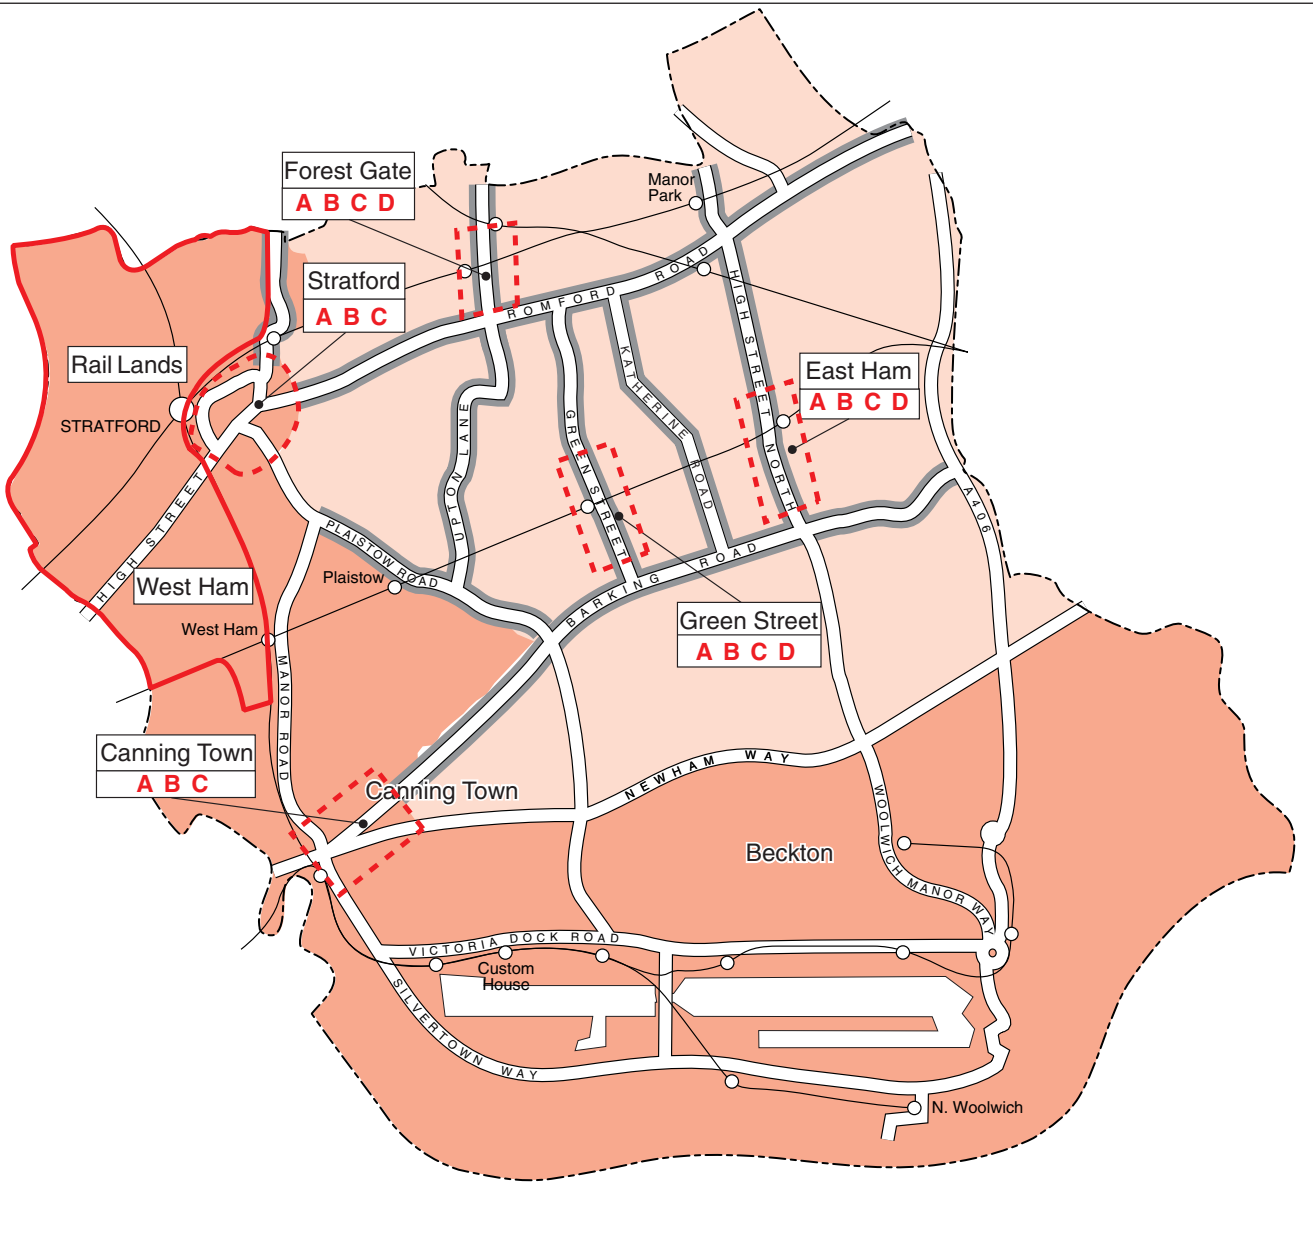 Manor
Park
Forest Gate
A B C D
Stratford
A B C
ROMFORD ROAD
HIGH STREET NORTH
Rail Lands
East Ham
A B C D
STRATFORD
KATHERINE ROAD
UPTON LANE
GREEN STREET
HIGH STREET
A406
PLAISTOW ROAD
Plaistow
West Ham
BARKING ROAD
West Ham
Green Street
A B C D
MANOR ROAD
Canning Town
A B C
Canning Town
NEWHAM WAY
WOOLWICH MANOR WAY
Beckton
VICTORIA DOCK ROAD
Custom
House
SILVERTOWN WAY
N. Woolwich